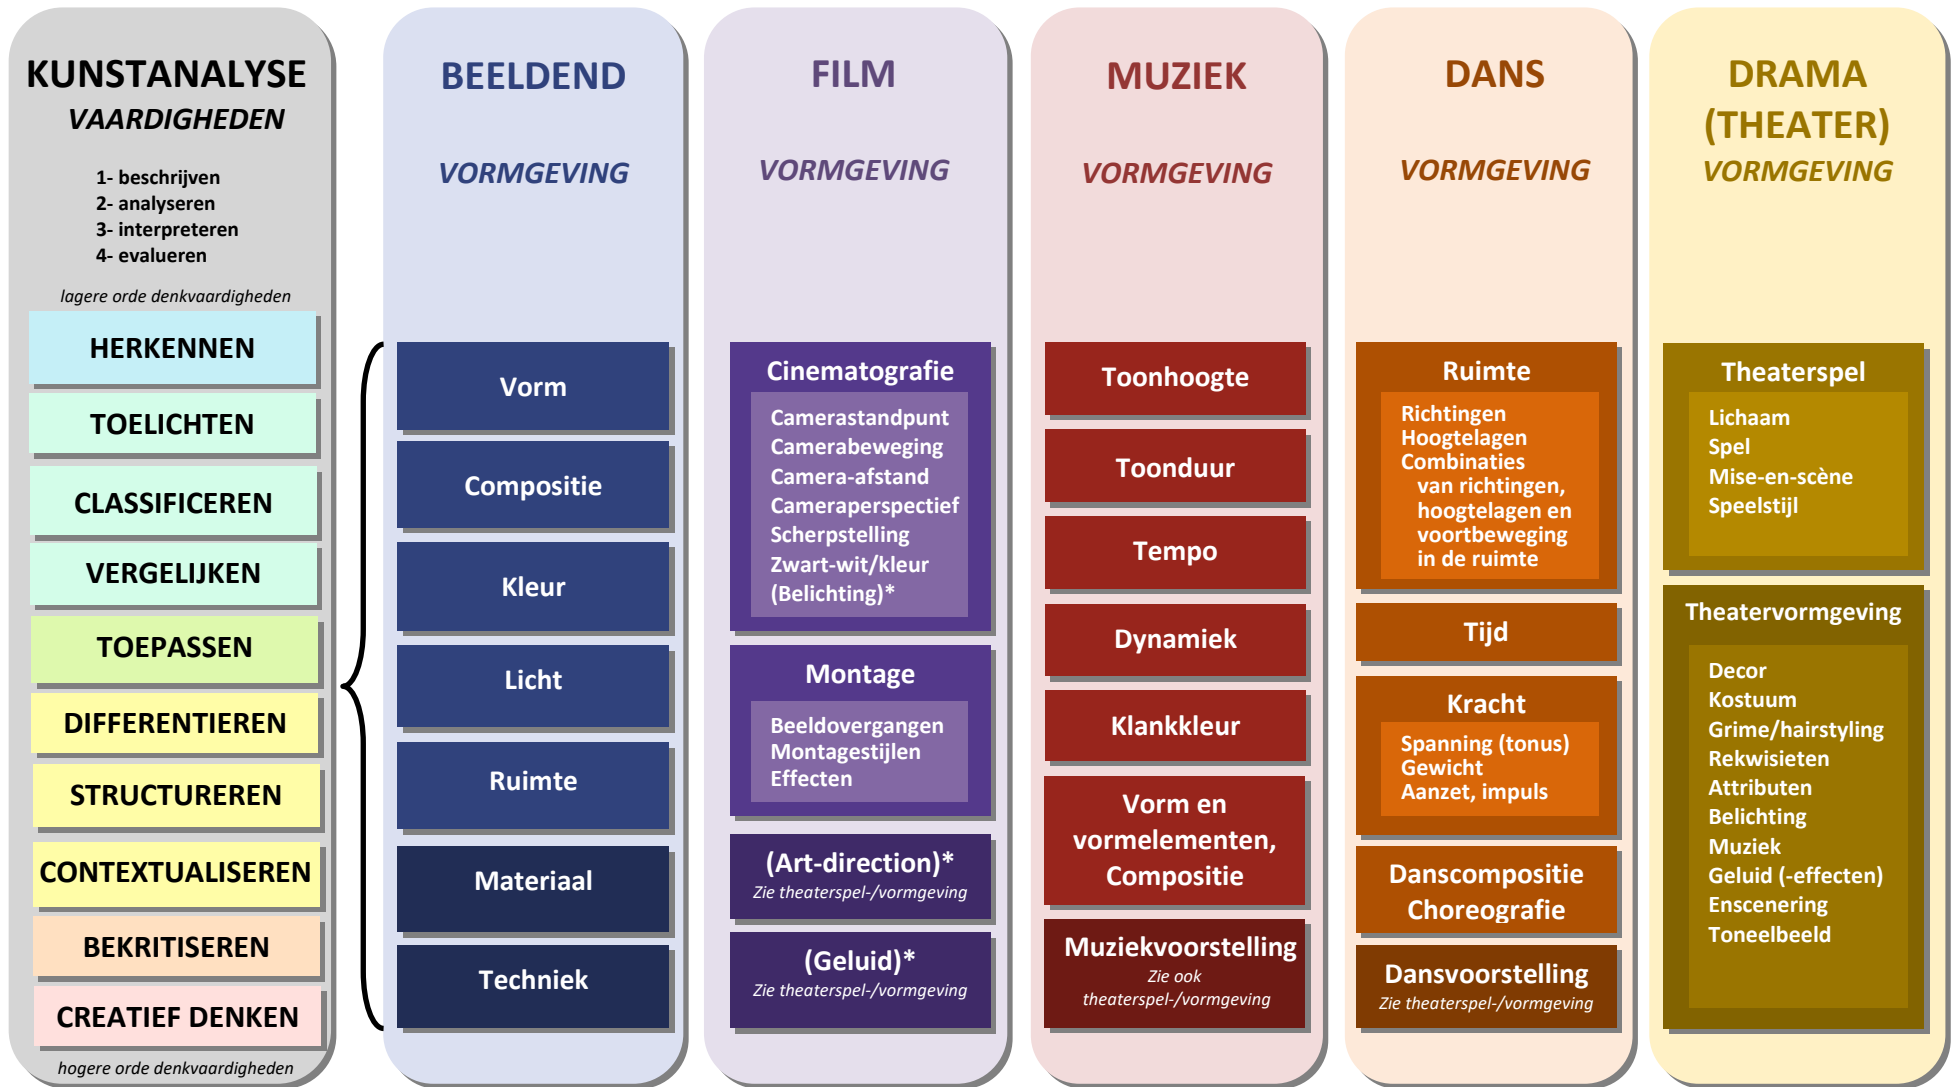 KUNSTANALYSE
VAARDIGHEDEN
1- beschrijven
2- analyseren
3- interpreteren
4- evalueren
lagere orde denkvaardigheden
HERKENNEN
TOELICHTEN
CLASSIFICEREN
VERGELIJKEN
TOEPASSEN
DIFFERENTIEREN
STRUCTUREREN
CONTEXTUALISEREN
BEKRITISEREN
CREATIEF DENKEN
hogere orde denkvaardigheden
BEELDEND
VORMGEVING
Vorm
Compositie
Kleur
Licht
Ruimte
Materiaal
Techniek
FILM
VORMGEVING
Cinematografie
Camerastandpunt
Camerabeweging
Camera-afstand
Cameraperspectief
Scherpstelling
Zwart-wit/kleur
(Belichting)*
Montage
Beeldovergangen
Montagestijlen
Effecten
(Art-direction)*
Zie theaterspel-/vormgeving
(Geluid)*
Zie theaterspel-/vormgeving
MUZIEK
VORMGEVING
Toonhoogte
Toonduur
Tempo
Dynamiek
Klankkleur
Vorm en
vormelementen,
Compositie
Muziekvoorstelling
Zie ook
theaterspel-/vormgeving
DANS
VORMGEVING
Ruimte
Richtingen
Hoogtelagen
Combinaties
van richtingen,
hoogtelagen en
voortbeweging
in de ruimte
Tijd
Kracht
Spanning (tonus)
Gewicht
Aanzet, impuls
Danscompositie
Choreografie
Dansvoorstelling
Zie theaterspel-/vormgeving
DRAMA
(THEATER)
VORMGEVING
Theaterspel
Lichaam
Spel
Mise-en-scène
Speelstijl
Theatervormgeving
Decor
Kostuum
Grime/hairstyling
Rekwisieten
Attributen
Belichting
Muziek
Geluid (-effecten)
Enscenering
Toneelbeeld